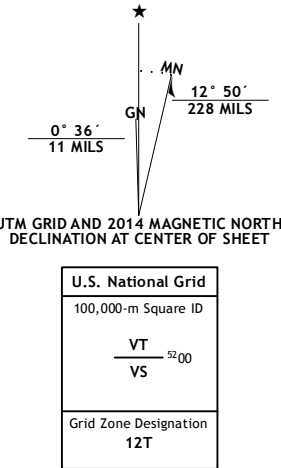 ★
MN
GN
12° 50´
228 MILS
0° 36´
11 MILS
UTM GRID AND 2014 MAGNETIC NORTH
DECLINATION AT CENTER OF SHEET
U.S. National Grid
100,000-m Square ID
VT
5200
VS
Grid Zone Designation
12T